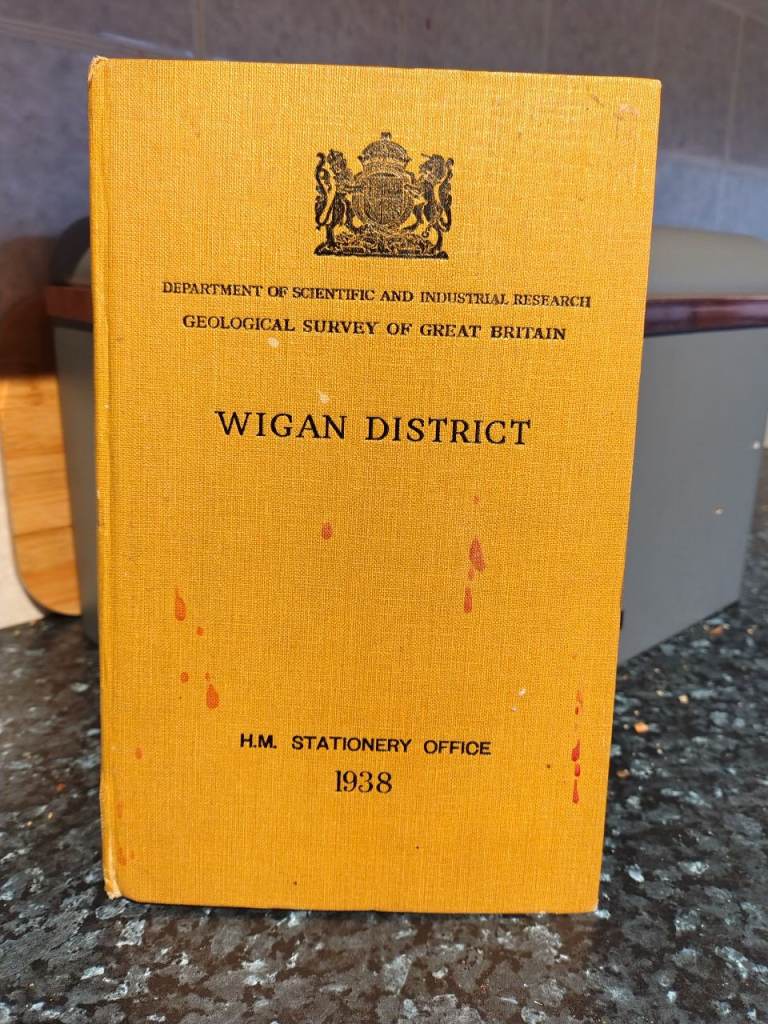 DEPARTMENT OF SCIENTIFIC AND INDUSTRIAL RESEARCH
GEOLOGICAL SURVEY OF GREAT BRITAIN
WIGAN DISTRICT
H.M. STATIONERY OFFICE
1938